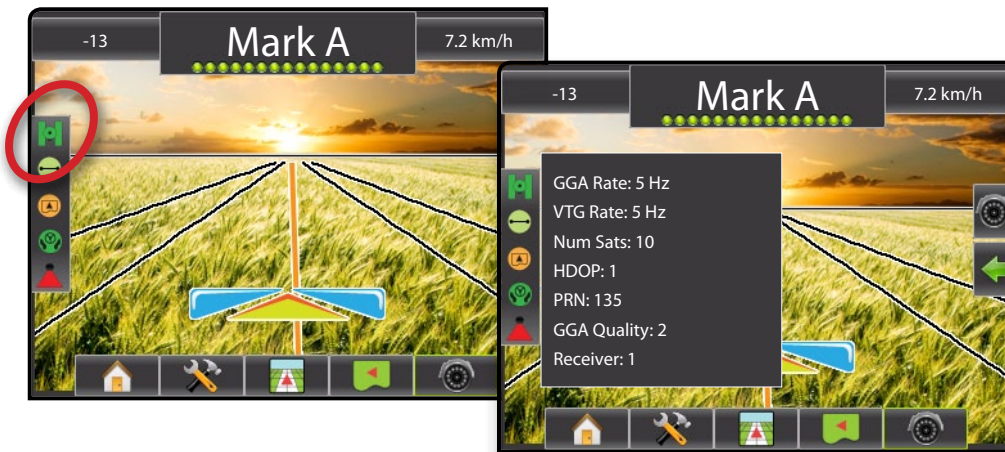 -13
Mark A
7.2 km/h
-13
Mark A
7.2 km/h
GGA Rate: 5 Hz
VTG Rate: 5 Hz
Num Sats: 10
HDOP: 1
PRN: 135
GGA Quality: 2
Receiver: 1